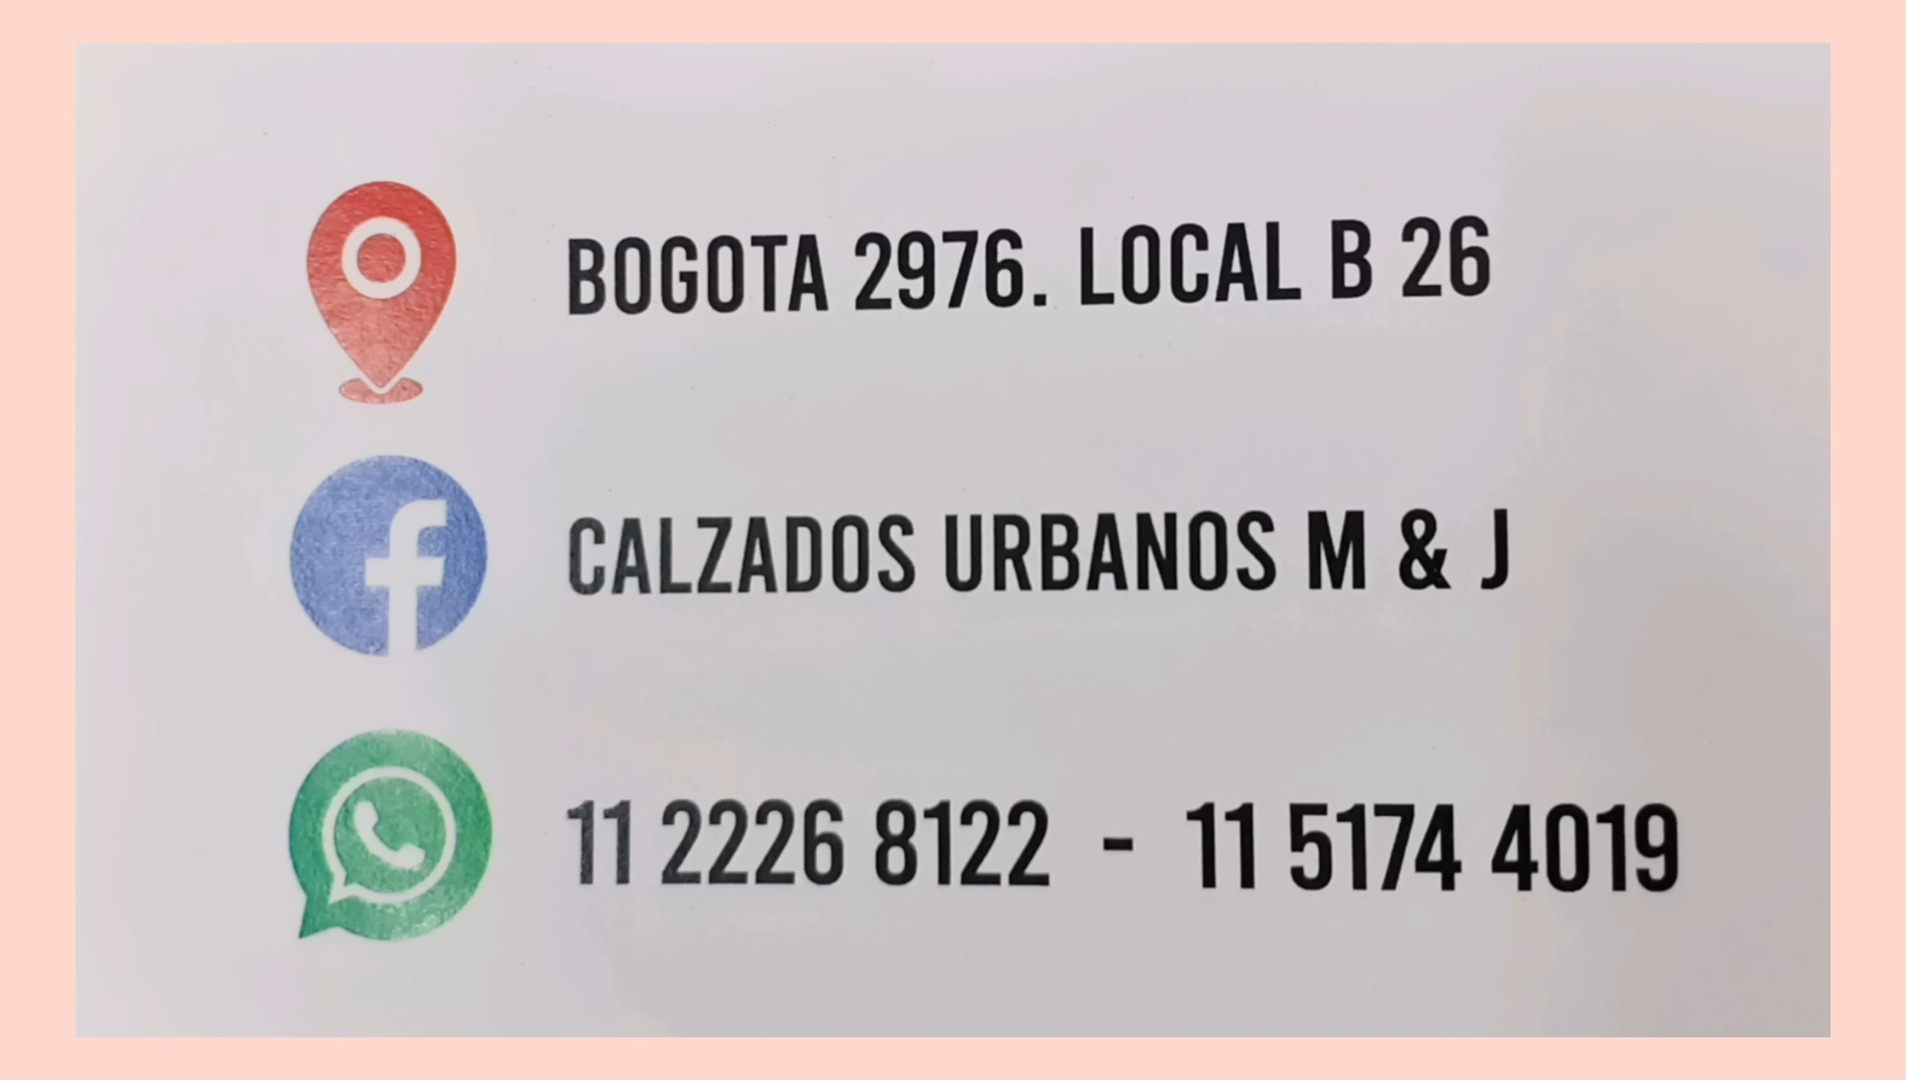 BOGOTA 2976. LOCAL B 26
CALZADOS URBANOS M & J
11 2226 8122 - 11 5174 4019